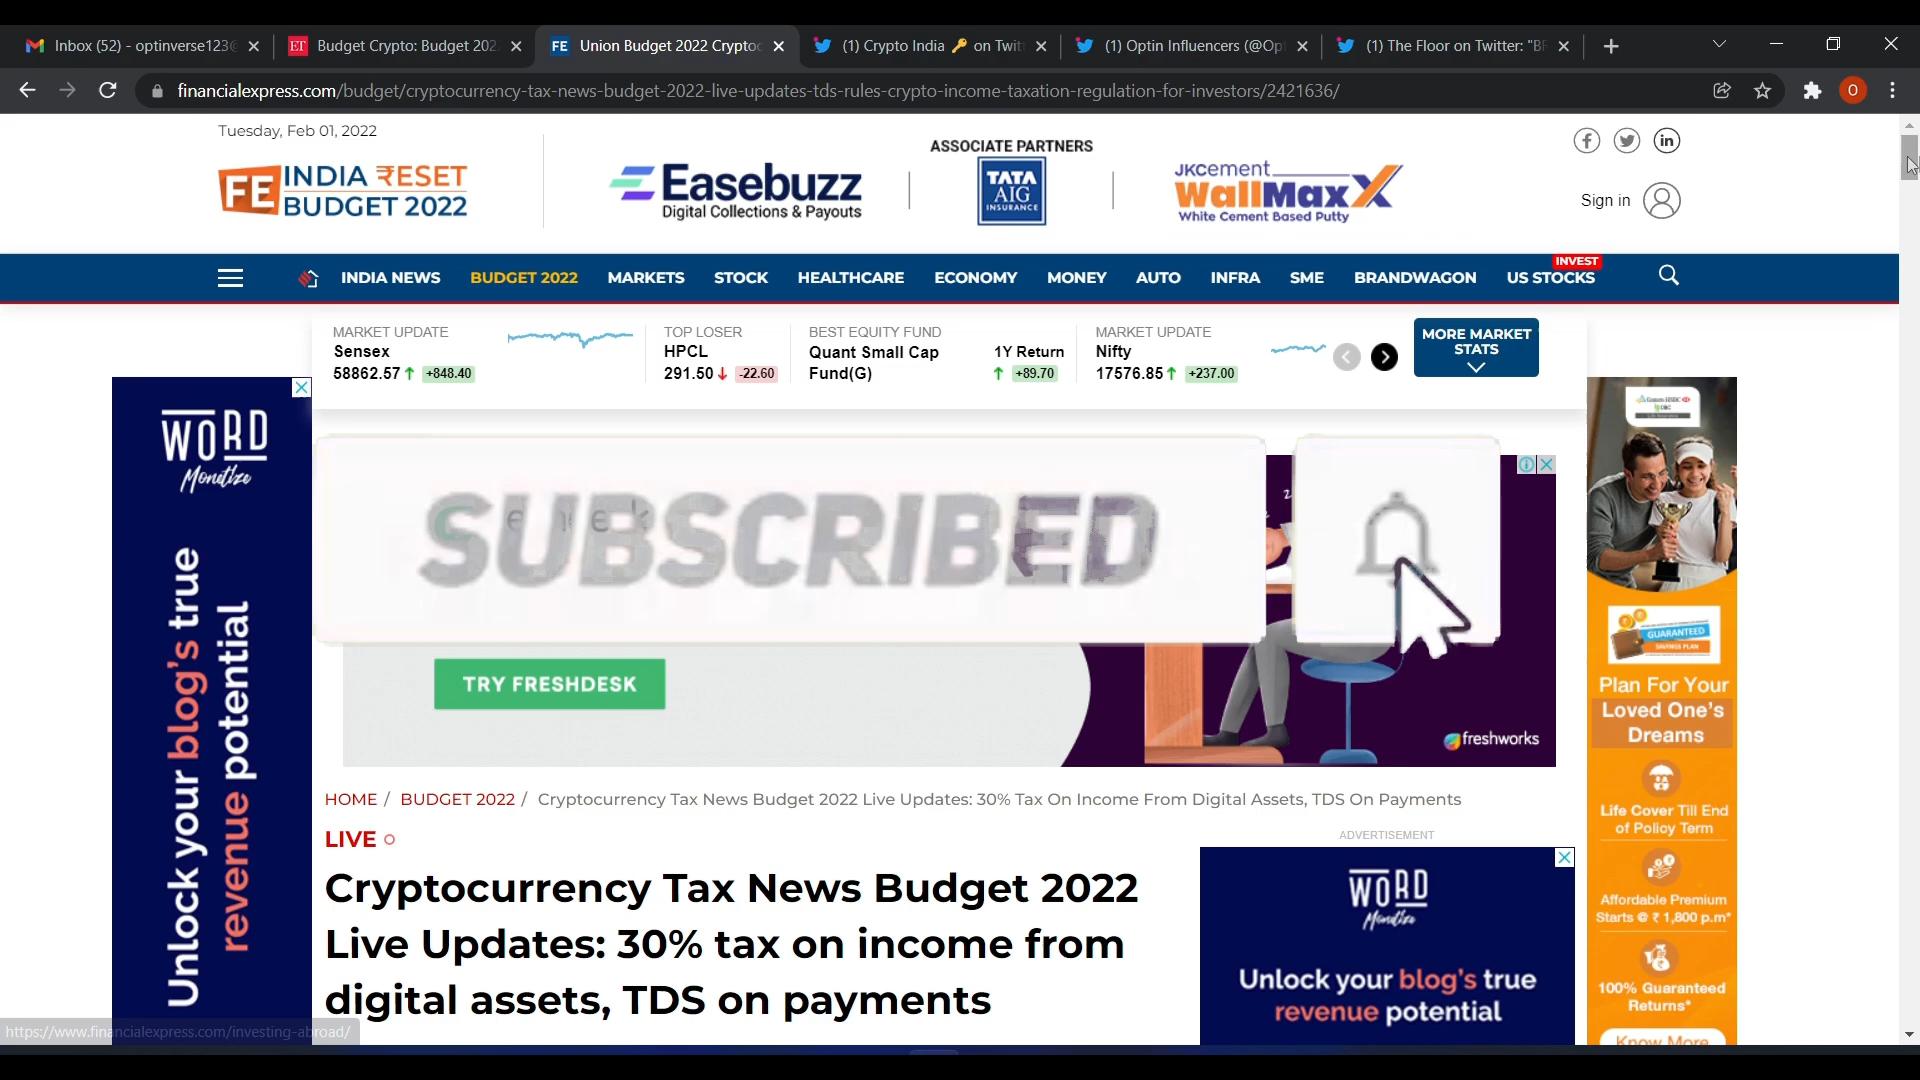 Inbox (52) - optinverse123
Budget Crypto: Budget 202
Union Budget 2022 Cryptoc
(1) Crypto India 🔑 on Twit
(1) Optin Influencers (@Op
(1) The Floor on Twitter: "BR
financialexpress.com/budget/cryptocurrency-tax-news-budget-2022-live-updates-tds-rules-crypto-income-taxation-regulation-for-investors/2421636/
Tuesday, Feb 01, 2022
FE INDIA ₹ESET
BUDGET 2022
Easebuzz
Digital Collections & Payouts
ASSOCIATE PARTNERS
TATA
AIG
INSURANCE
JKCement
WallMaxX
White Cement Based Putty
Sign in
INVEST
INDIA NEWS BUDGET 2022 MARKETS STOCK HEALTHCARE ECONOMY MONEY AUTO INFRA SME BRANDWAGON US STOCKS
MARKET UPDATE
Sensex
58862.57 +848.40
TOP LOSER
HPCL
291.50 -22.60
BEST EQUITY FUND
Quant Small Cap
Fund(G)
1Y Return
+89.70
MARKET UPDATE
Nifty
17576.85 +237.00
MORE MARKET
STATS
WORD
Monetize
Unlock your blog's true
revenue potential
SUBSCRIBED
TRY FRESHDESK
freshworks
GUARANTEED
SAVINGS PLAN
Plan For Your
Loved One's
Dreams
Life Cover Till End
of Policy Term
Affordable Premium
Starts @ ₹ 1,800 p.m*
100% Guaranteed
Returns*
Know More
HOME / BUDGET 2022 / Cryptocurrency Tax News Budget 2022 Live Updates: 30% Tax On Income From Digital Assets, TDS On Payments
LIVE
Cryptocurrency Tax News Budget 2022
Live Updates: 30% tax on income from
digital assets, TDS on payments
ADVERTISEMENT
WORD
Monetize
Unlock your blog's true
revenue potential
https://www.financialexpress.com/investing-abroad/